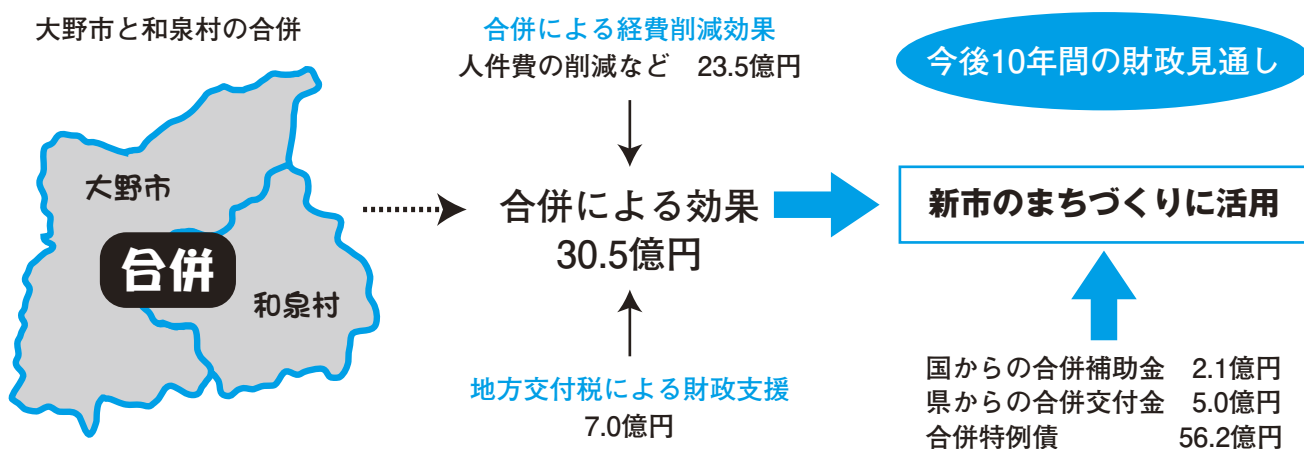 大野市と和泉村の合併
大野市
合併
和泉村
合併による経費削減効果
人件費の削減など　23.5億円
合併による効果
30.5億円
地方交付税による財政支援
7.0億円
今後10年間の財政見通し
新市のまちづくりに活用
国からの合併補助金　2.1億円
県からの合併交付金　5.0億円
合併特例債　56.2億円